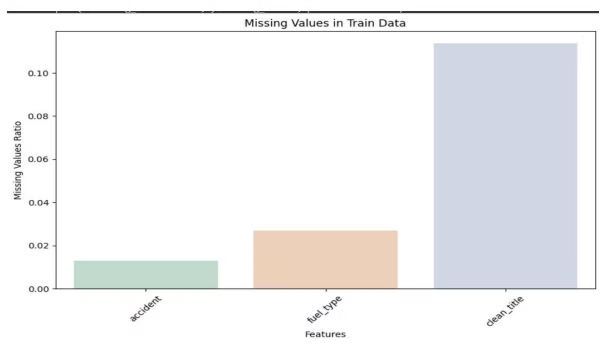 Missing Values in Train Data
Missing Values Ratio
0.10
0.08
0.06
0.04
0.02
0.00
accident
fuel_type
clean_title
Features